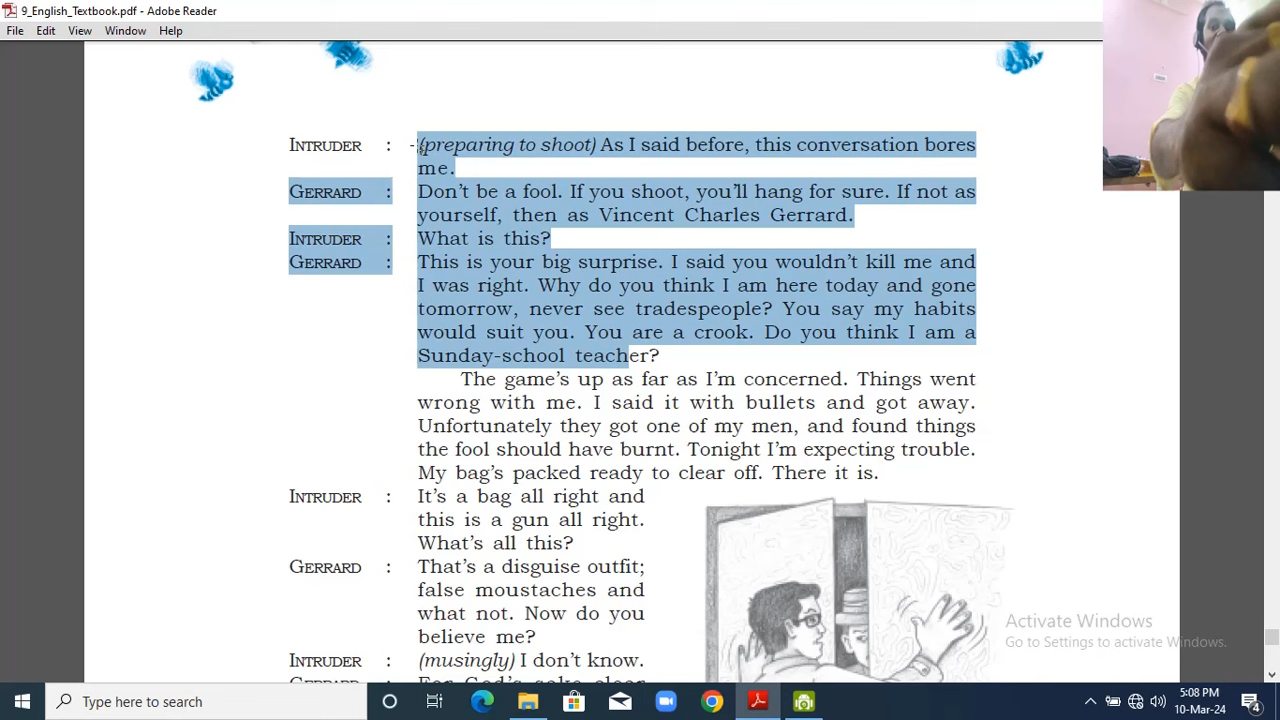 9_English_Textbook.pdf - Adobe Reader
File Edit View Window Help
INTRUDER : (preparing to shoot) As I said before, this conversation bores
me.
GERRARD : Don't be a fool. If you shoot, you'll hang for sure. If not as
yourself, then as Vincent Charles Gerrard.
INTRUDER : What is this?
GERRARD : This is your big surprise. I said you wouldn't kill me and
I was right. Why do you think I am here today and gone
tomorrow, never see tradespeople? You say my habits
would suit you. You are a crook. Do you think I am a
Sunday-school teacher?
The game's up as far as I'm concerned. Things went
wrong with me. I said it with bullets and got away.
Unfortunately they got one of my men, and found things
the fool should have burnt. Tonight I'm expecting trouble.
My bag's packed ready to clear off. There it is.
INTRUDER : It's a bag all right and
this is a gun all right.
What's all this?
GERRARD : That's a disguise outfit;
false moustaches and
what not. Now do you
believe me?
INTRUDER : (musingly) I don't know.
GERRARD : For God's sake clear
Activate Windows
Go to Settings to activate Windows.
Type here to search
5:08 PM
10-Mar-24
4